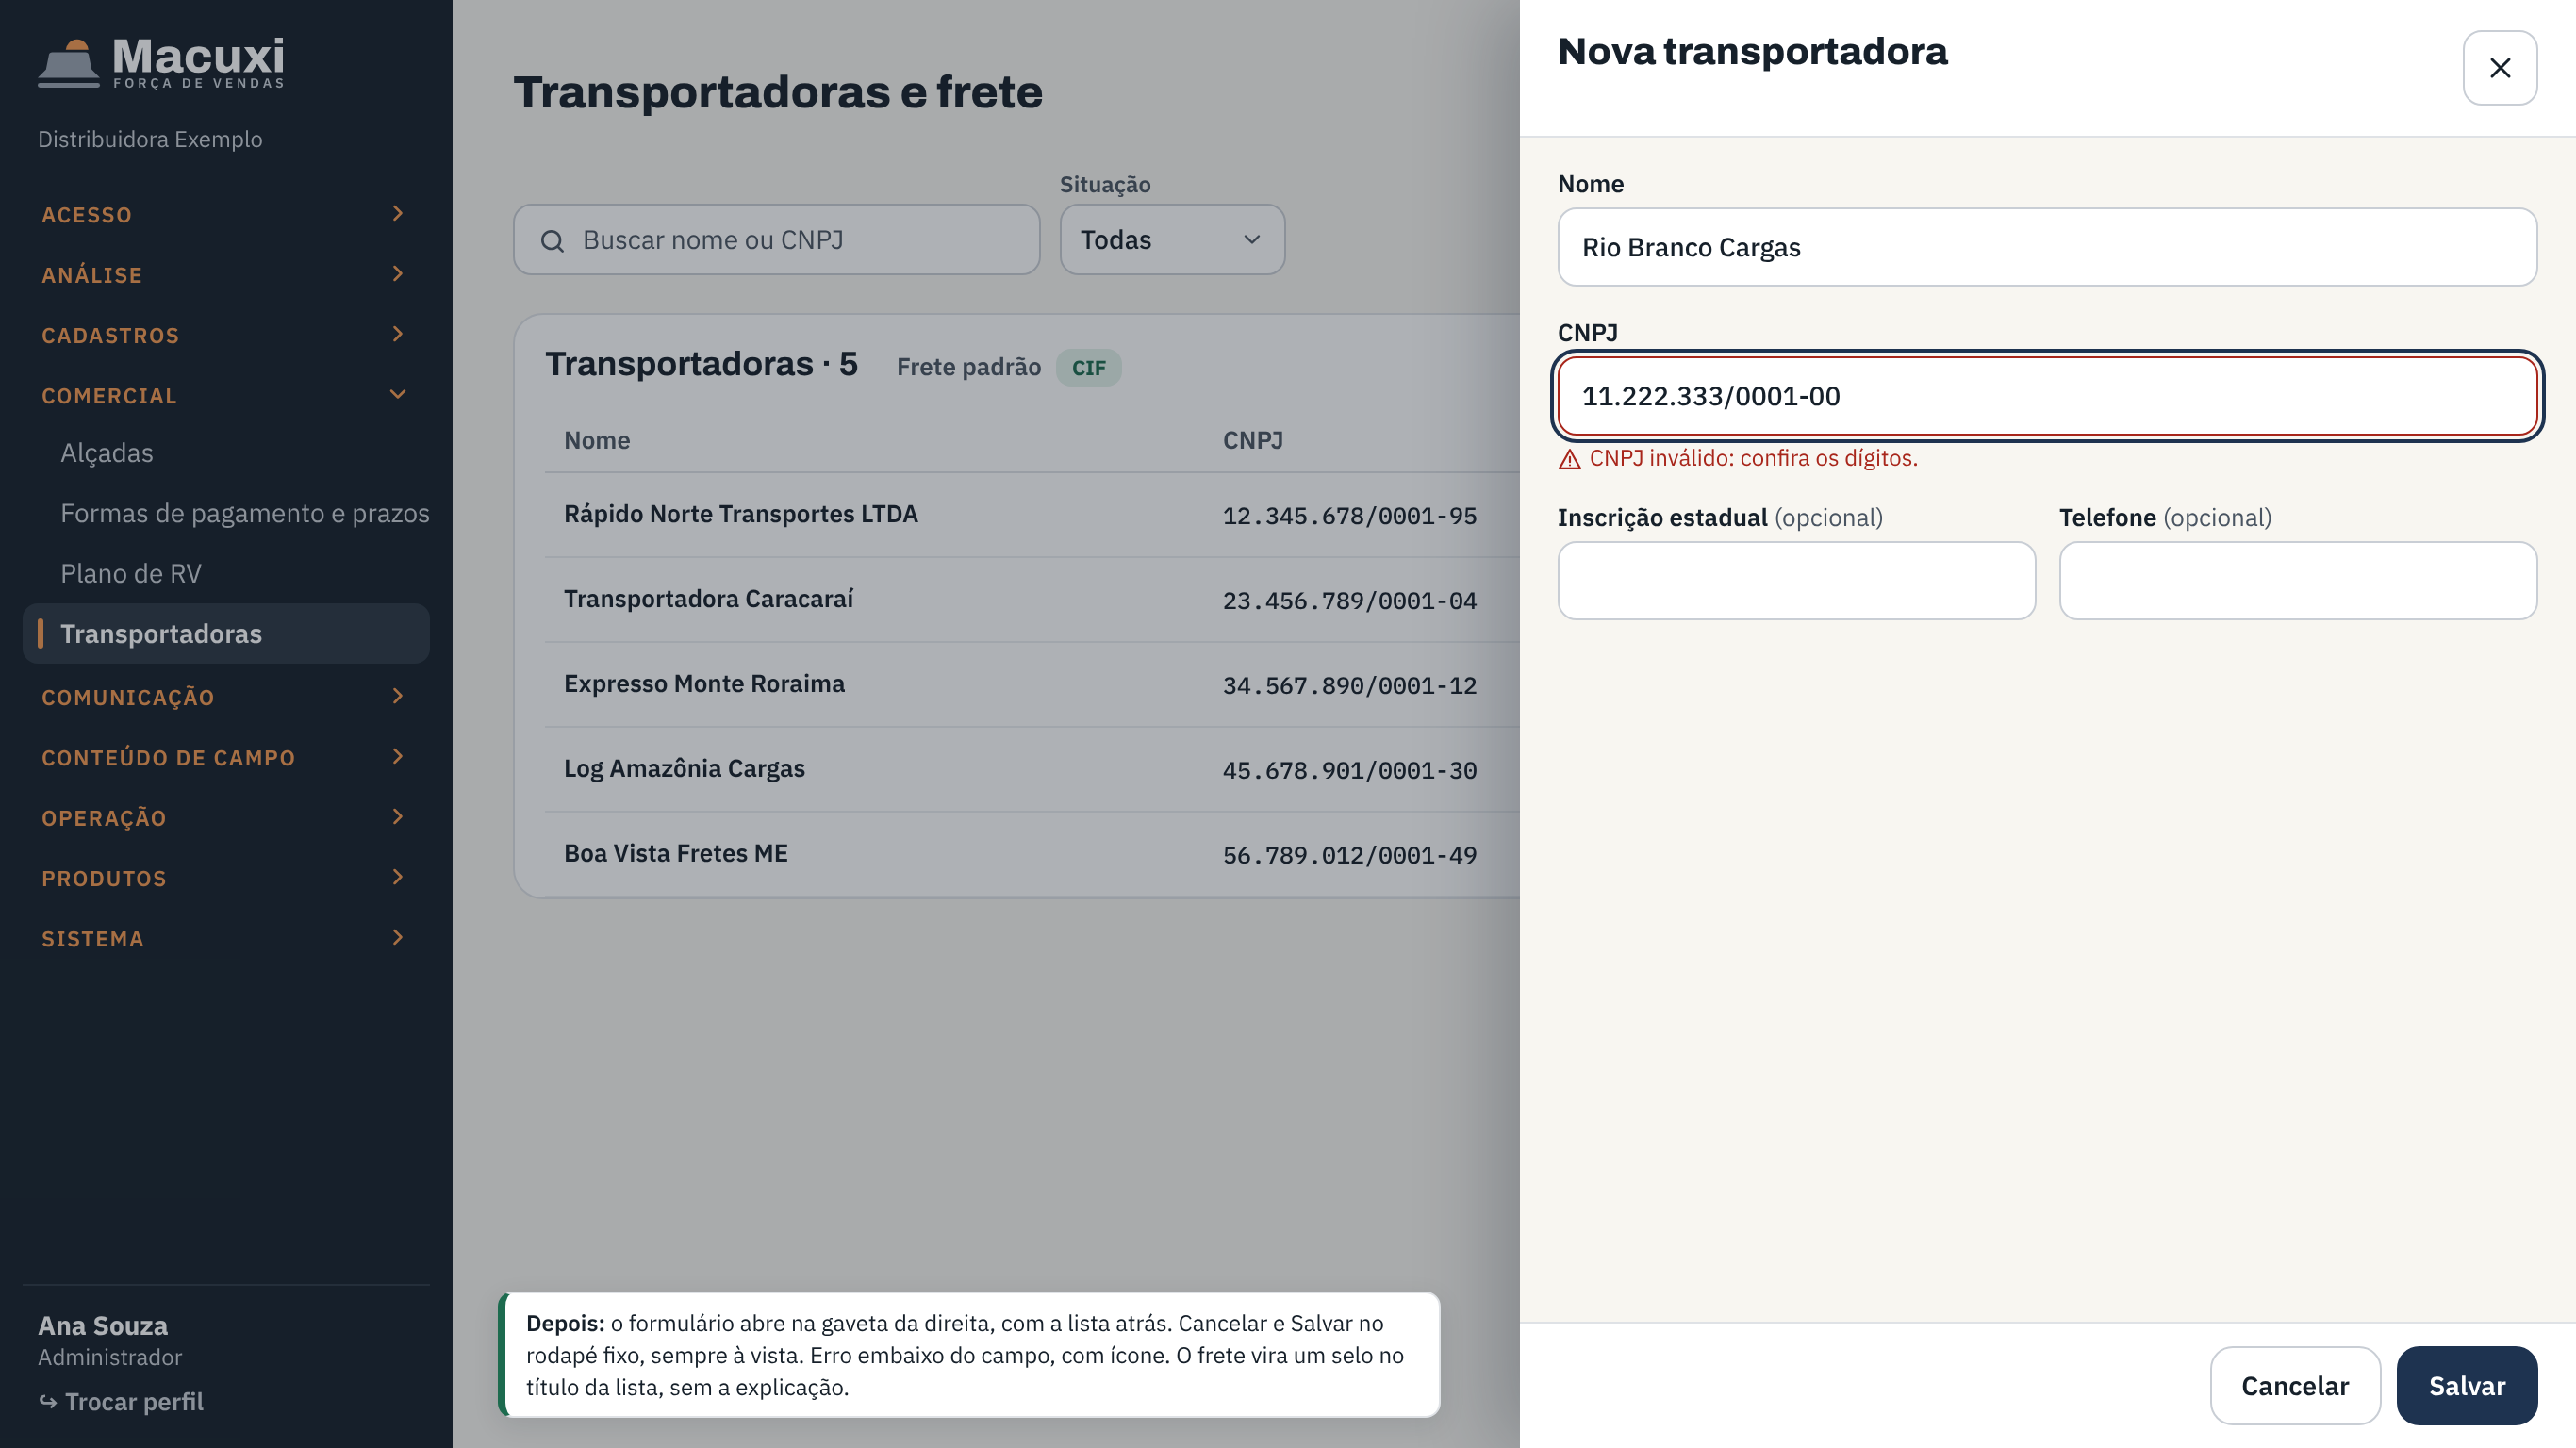 Macuxi
FORÇA DE VENDAS
Distribuidora Exemplo
ACESSO
ANÁLISE
CADASTROS
COMERCIAL
Alçadas
Formas de pagamento e prazos
Plano de RV
Transportadoras
COMUNICAÇÃO
CONTEÚDO DE CAMPO
OPERAÇÃO
PRODUTOS
SISTEMA
Ana Souza
Administrador
↪ Trocar perfil
Transportadoras e frete
Situação
Buscar nome ou CNPJ
Todas
Transportadoras · 5 Frete padrão CIF
Nome CNPJ
Rápido Norte Transportes LTDA 12.345.678/0001-95
Transportadora Caracaraí 23.456.789/0001-04
Expresso Monte Roraima 34.567.890/0001-12
Log Amazônia Cargas 45.678.901/0001-30
Boa Vista Fretes ME 56.789.012/0001-49
Depois: o formulário abre na gaveta da direita, com a lista atrás. Cancelar e Salvar no
rodapé fixo, sempre à vista. Erro embaixo do campo, com ícone. O frete vira um selo no
título da lista, sem a explicação.
Nova transportadora
Nome
Rio Branco Cargas
CNPJ
11.222.333/0001-00
CNPJ inválido: confira os dígitos.
Inscrição estadual (opcional) Telefone (opcional)
Cancelar Salvar